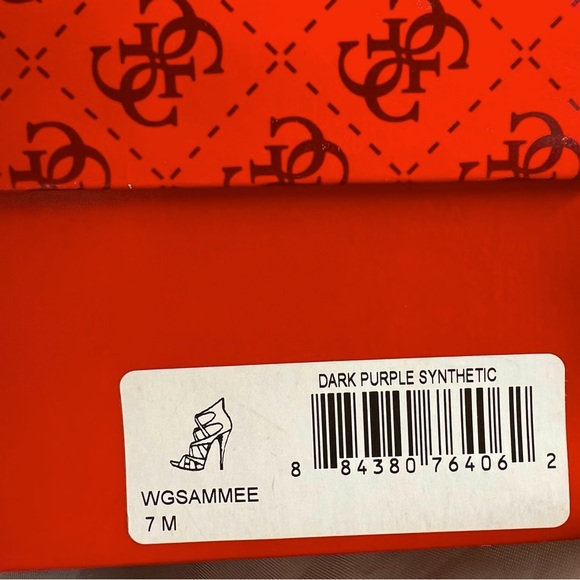 DARK PURPLE SYNTHETIC
8 84380 76406 2
WGSAMMEE
7 M